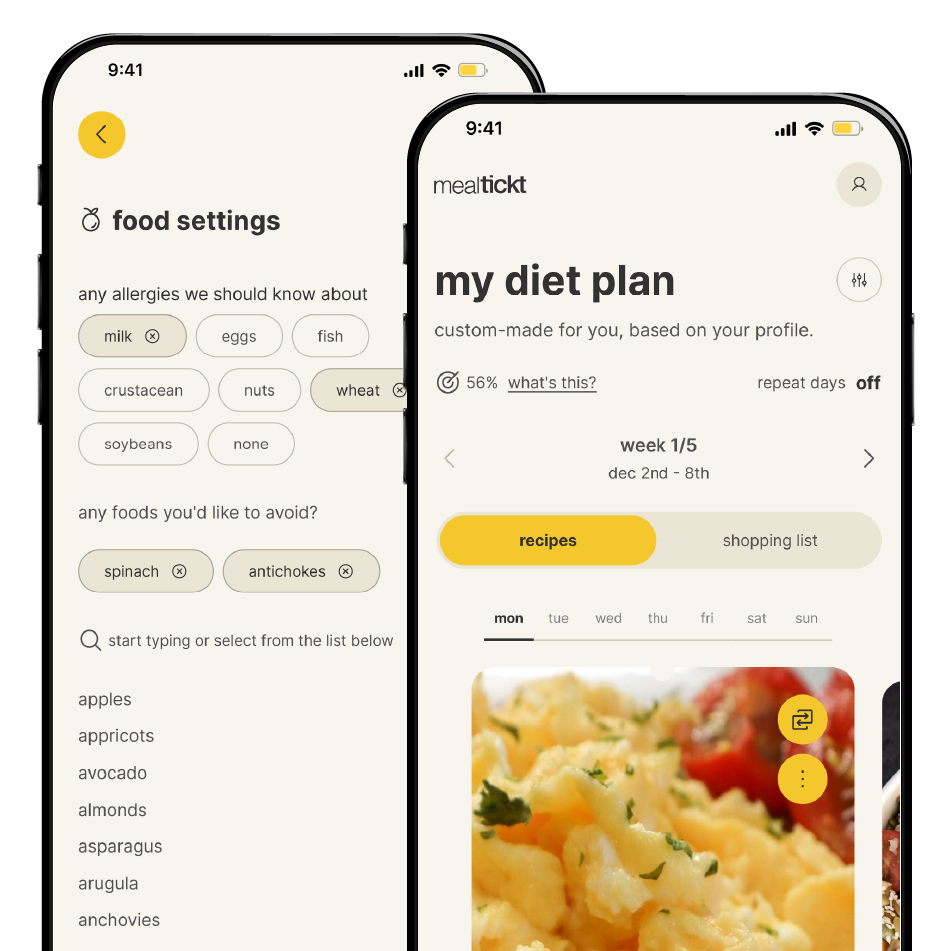 9:41
food settings
any allergies we should know about
milk eggs fish
crustacean nuts wheat
soybeans none
any foods you'd like to avoid?
spinach antichokes
start typing or select from the list below
apples
appricots
avocado
almonds
asparagus
arugula
anchovies
9:41
mealtickt
my diet plan
custom-made for you, based on your profile.
56% what's this? repeat days off
week 1/5
dec 2nd - 8th
recipes shopping list
mon tue wed thu fri sat sun